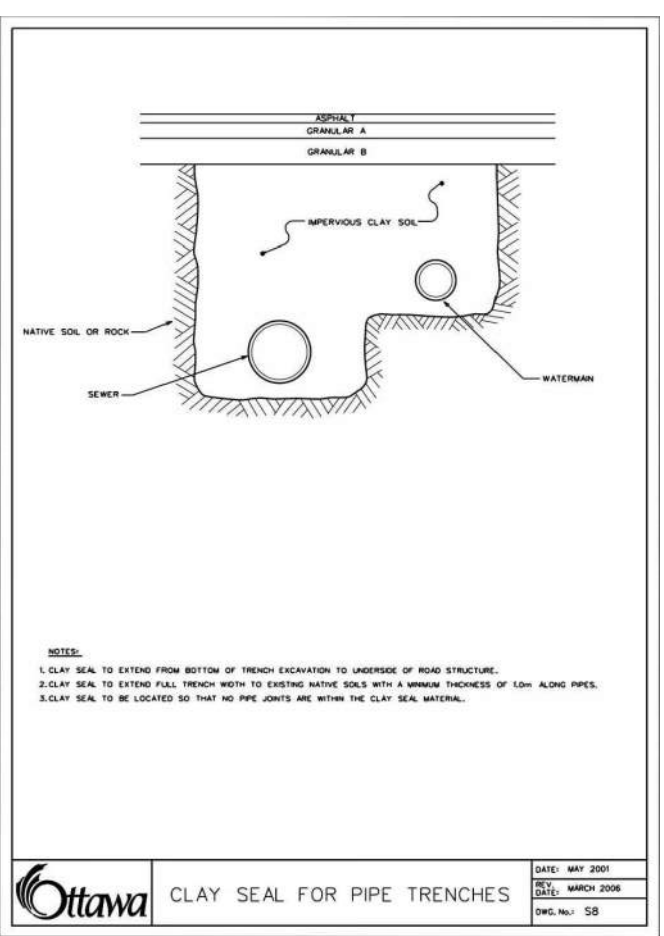 ASPHALT
GRANULAR A
GRANULAR B
IMPERVIOUS CLAY SOIL
NATIVE SOIL OR ROCK
WATERMAIN
SEWER
NOTES:
1. CLAY SEAL TO EXTEND FROM BOTTOM OF TRENCH EXCAVATION TO UNDERSIDE OF ROAD STRUCTURE.
2. CLAY SEAL TO EXTEND FULL TRENCH WIDTH TO EXISTING NATIVE SOILS WITH A MINIMUM THICKNESS OF 1.0m ALONG PIPES.
3. CLAY SEAL TO BE LOCATED SO THAT NO PIPE JOINTS ARE WITHIN THE CLAY SEAL MATERIAL.
Ottawa
CLAY SEAL FOR PIPE TRENCHES
DATE: MAY 2001
REV. DATE: MARCH 2006
DWG. No.: S8